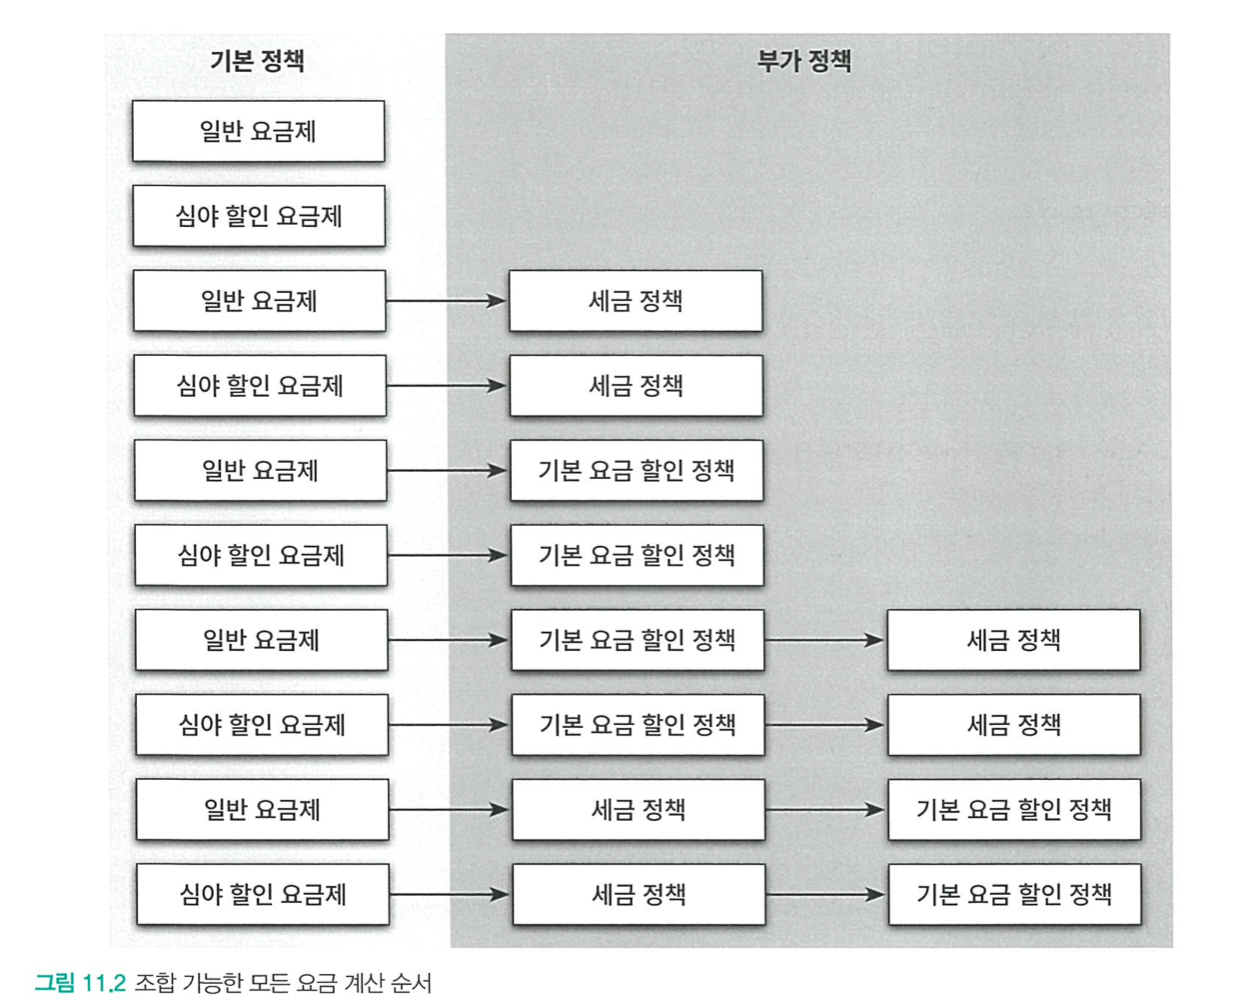 기본 정책 부가 정책
일반 요금제
심야 할인 요금제
일반 요금제 세금 정책
심야 할인 요금제 세금 정책
일반 요금제 기본 요금 할인 정책
심야 할인 요금제 기본 요금 할인 정책
일반 요금제 기본 요금 할인 정책 세금 정책
심야 할인 요금제 기본 요금 할인 정책 세금 정책
일반 요금제 세금 정책 기본 요금 할인 정책
심야 할인 요금제 세금 정책 기본 요금 할인 정책
그림 11.2 조합 가능한 모든 요금 계산 순서